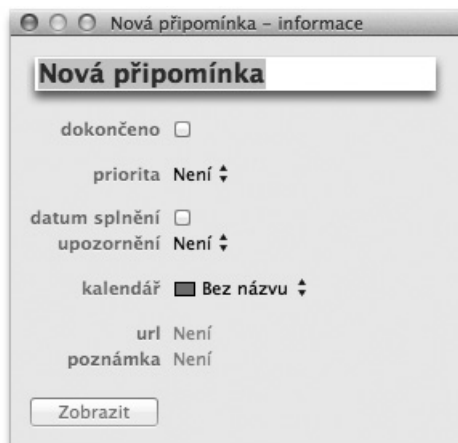 Nová připomínka – informace
Nová připomínka
dokončeno
priorita Není
datum splnění
upozornění Není
kalendář Bez názvu
url Není
poznámka Není
Zobrazit